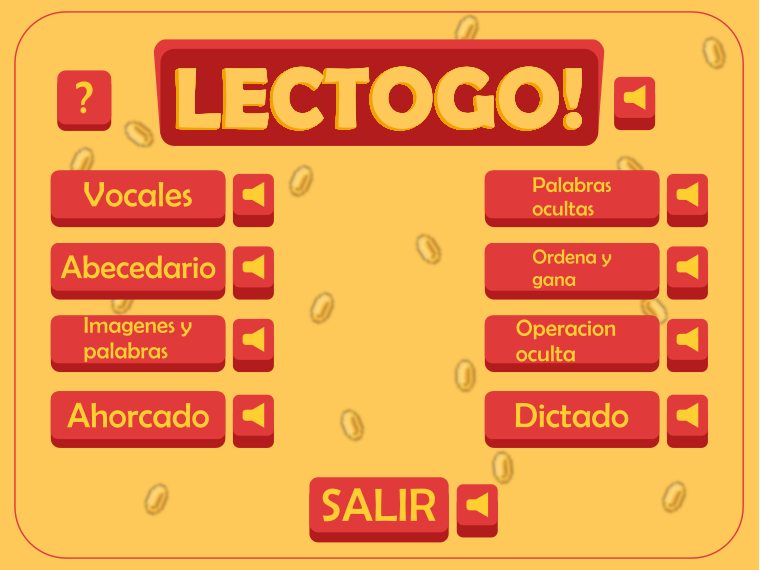 LECTOGO!
?
Vocales
Abecedario
Imagenes y
palabras
Ahorcado
Palabras
ocultas
Ordena y
gana
Operacion
oculta
Dictado
SALIR